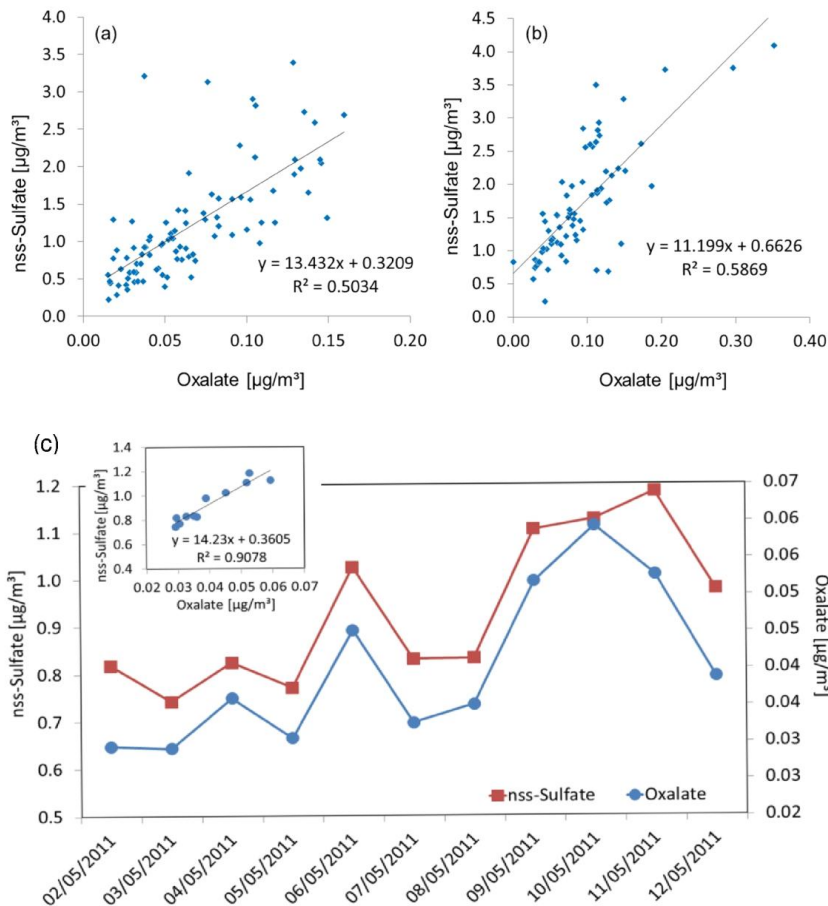 (a)
4.0
3.5
3.0
2.5
2.0
1.5
1.0
0.5
0.0
nss-Sulfate [µg/m³]
y = 13.432x + 0.3209
R² = 0.5034
0.00 0.05 0.10 0.15 0.20
Oxalate [µg/m³]
(b)
4.5
4.0
3.5
3.0
2.5
2.0
1.5
1.0
0.5
0.0
nss-Sulfate [µg/m³]
y = 11.199x + 0.6626
R² = 0.5869
0.00 0.10 0.20 0.30 0.40
Oxalate [µg/m³]
(c)
1.4
1.2
1.0
0.8
0.6
0.4
nss-Sulfate [µg/m³]
y = 14.23x + 0.3605
R² = 0.9078
0.02 0.03 0.04 0.05 0.06 0.07
Oxalate [µg/m³]
1.2
1.1
1.0
0.9
0.8
0.7
0.6
0.5
nss-Sulfate [µg/m³]
0.07
0.06
0.06
0.05
0.05
0.04
0.04
0.03
0.03
0.02
Oxalate [µg/m³]
nss-Sulfate Oxalate
02/05/2011
03/05/2011
04/05/2011
05/05/2011
06/05/2011
07/05/2011
08/05/2011
09/05/2011
10/05/2011
11/05/2011
12/05/2011